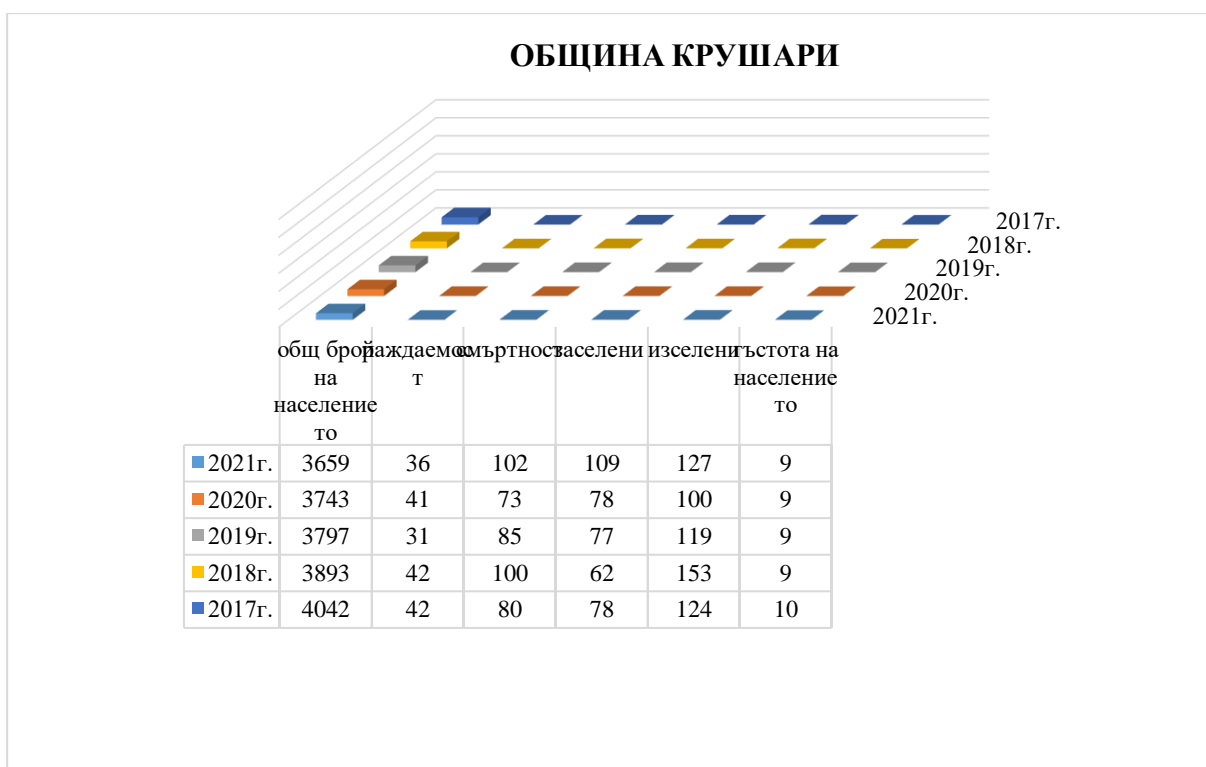 ОБЩИНА КРУШАРИ
2017г.
2018г.
2019г.
2020г.
2021г.
общ брой на населението раждаемост смъртност заселени изселени гъстота на населението
2021г. 3659 36 102 109 127 9
2020г. 3743 41 73 78 100 9
2019г. 3797 31 85 77 119 9
2018г. 3893 42 100 62 153 9
2017г. 4042 42 80 78 124 10